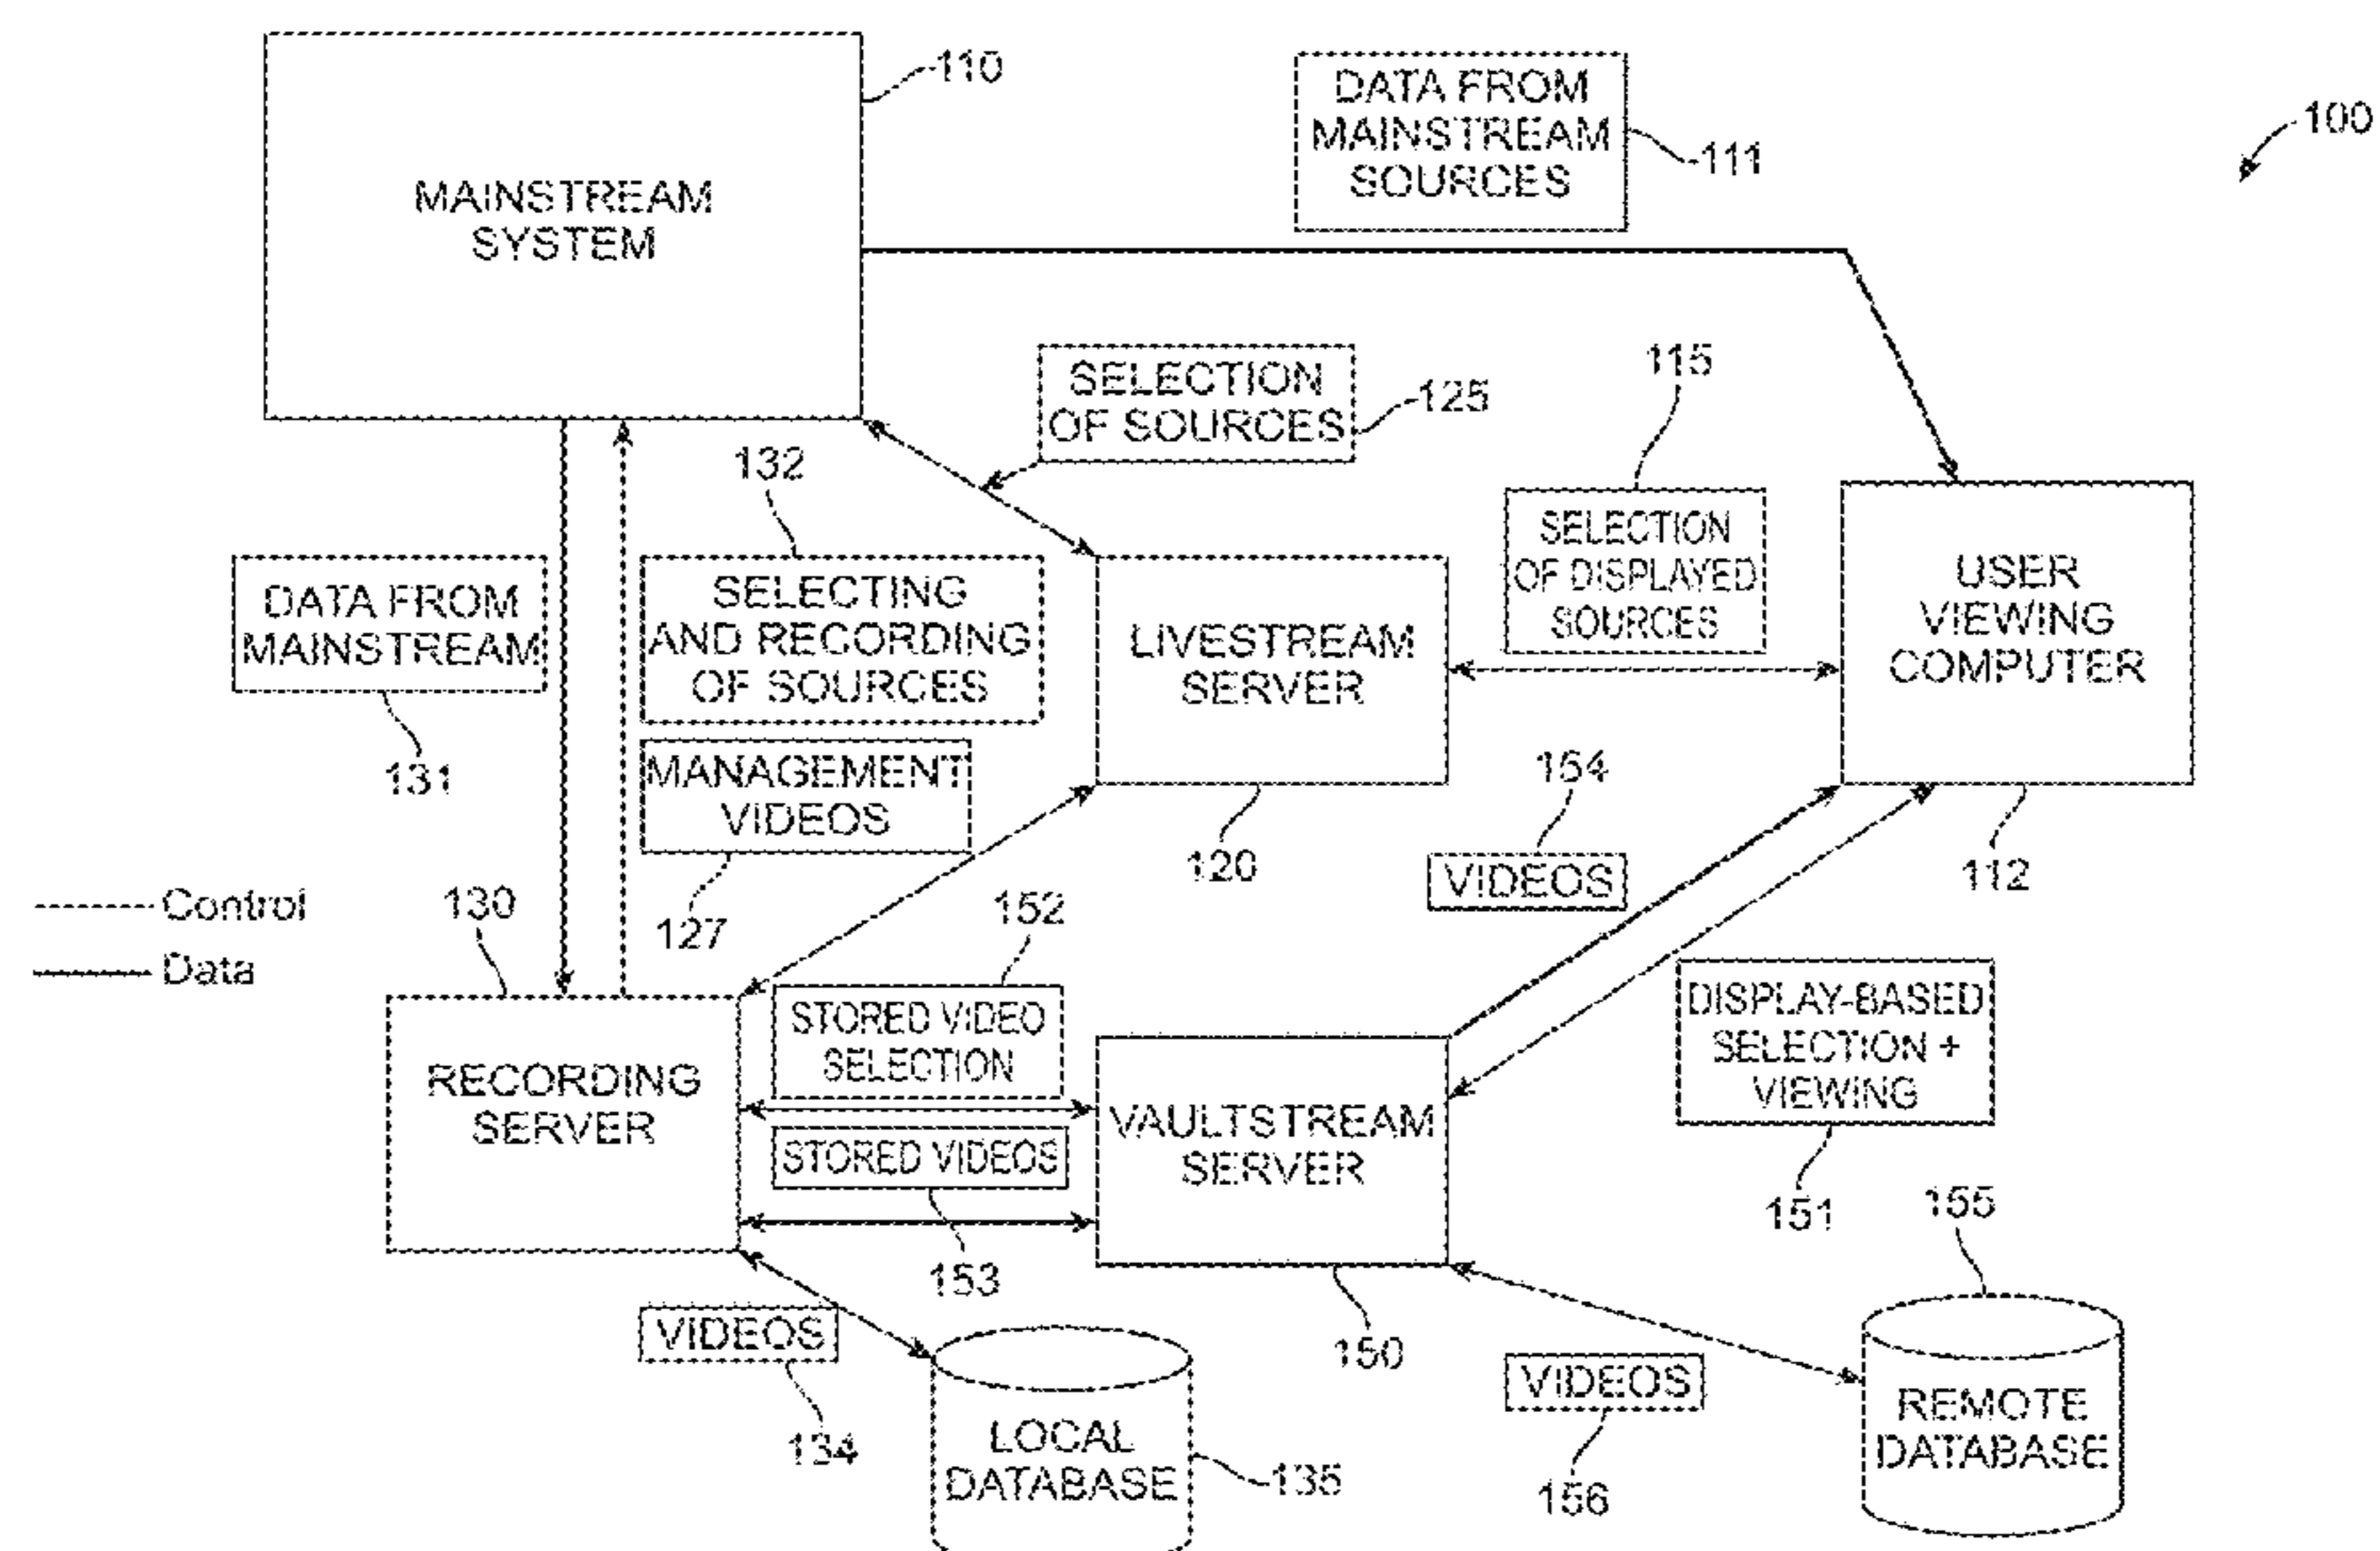 110
DATA FROM
MAINSTREAM
SOURCES
111
100
MAINSTREAM
SYSTEM
SELECTION
OF SOURCES
125
115
132
SELECTION
OF DISPLAYED
SOURCES
USER
VIEWING
COMPUTER
DATA FROM
MAINSTREAM
131
SELECTING
AND RECORDING
OF SOURCES
LIVESTREAM
SERVER
MANAGEMENT
VIDEOS
127
120
154
VIDEOS
112
Control
Data
130
152
STORED VIDEO
SELECTION
DISPLAY-BASED
SELECTION +
VIEWING
151
RECORDING
SERVER
STORED VIDEOS
153
VAULTSTREAM
SERVER
150
155
VIDEOS
134
LOCAL
DATABASE
135
VIDEOS
156
REMOTE
DATABASE